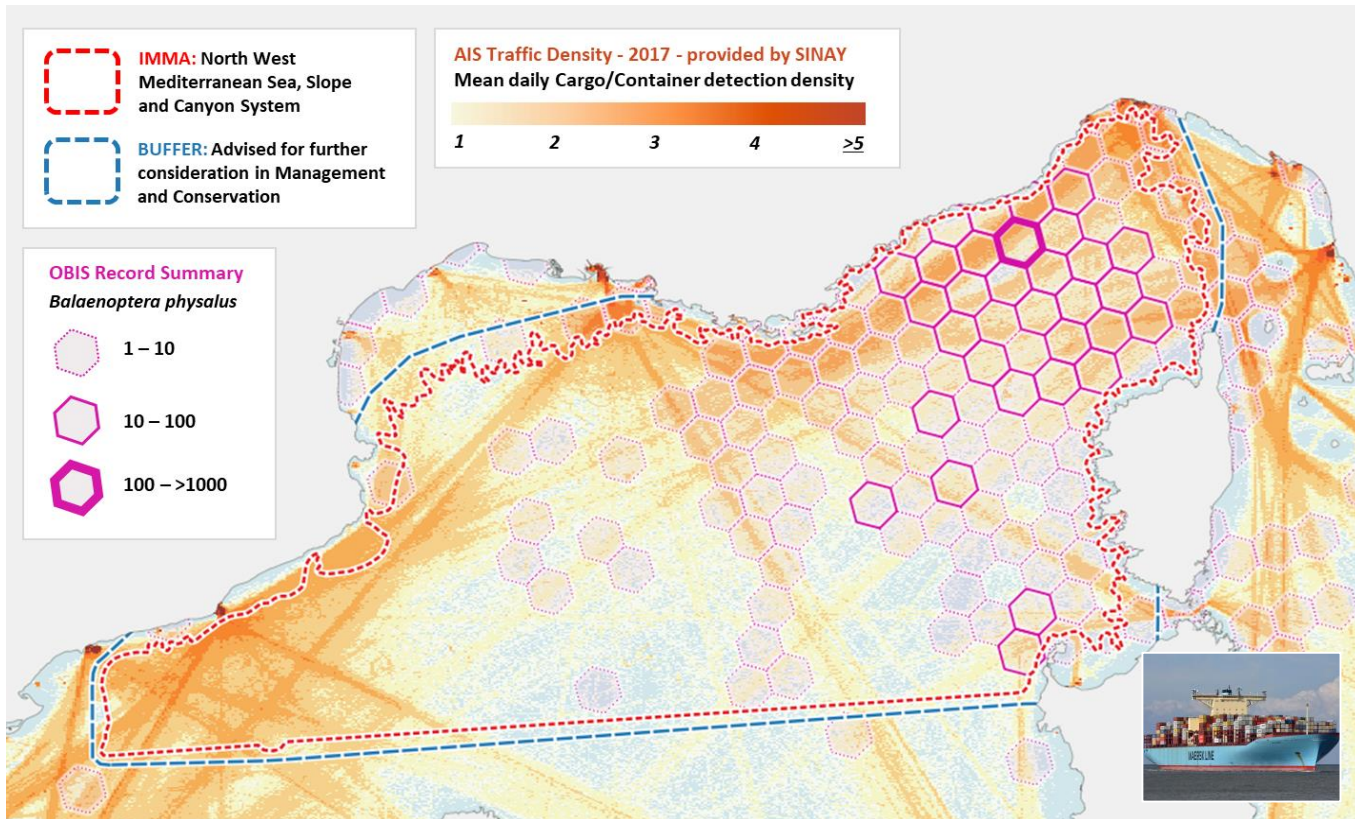 IMMA: North West
Mediterranean Sea, Slope
and Canyon System
BUFFER: Advised for further
consideration in Management
and Conservation
AIS Traffic Density - 2017 - provided by SINAY
Mean daily Cargo/Container detection density
1 2 3 4 >5
OBIS Record Summary
Balaenoptera physalus
1 – 10
10 – 100
100 – >1000
MAERSK LINE